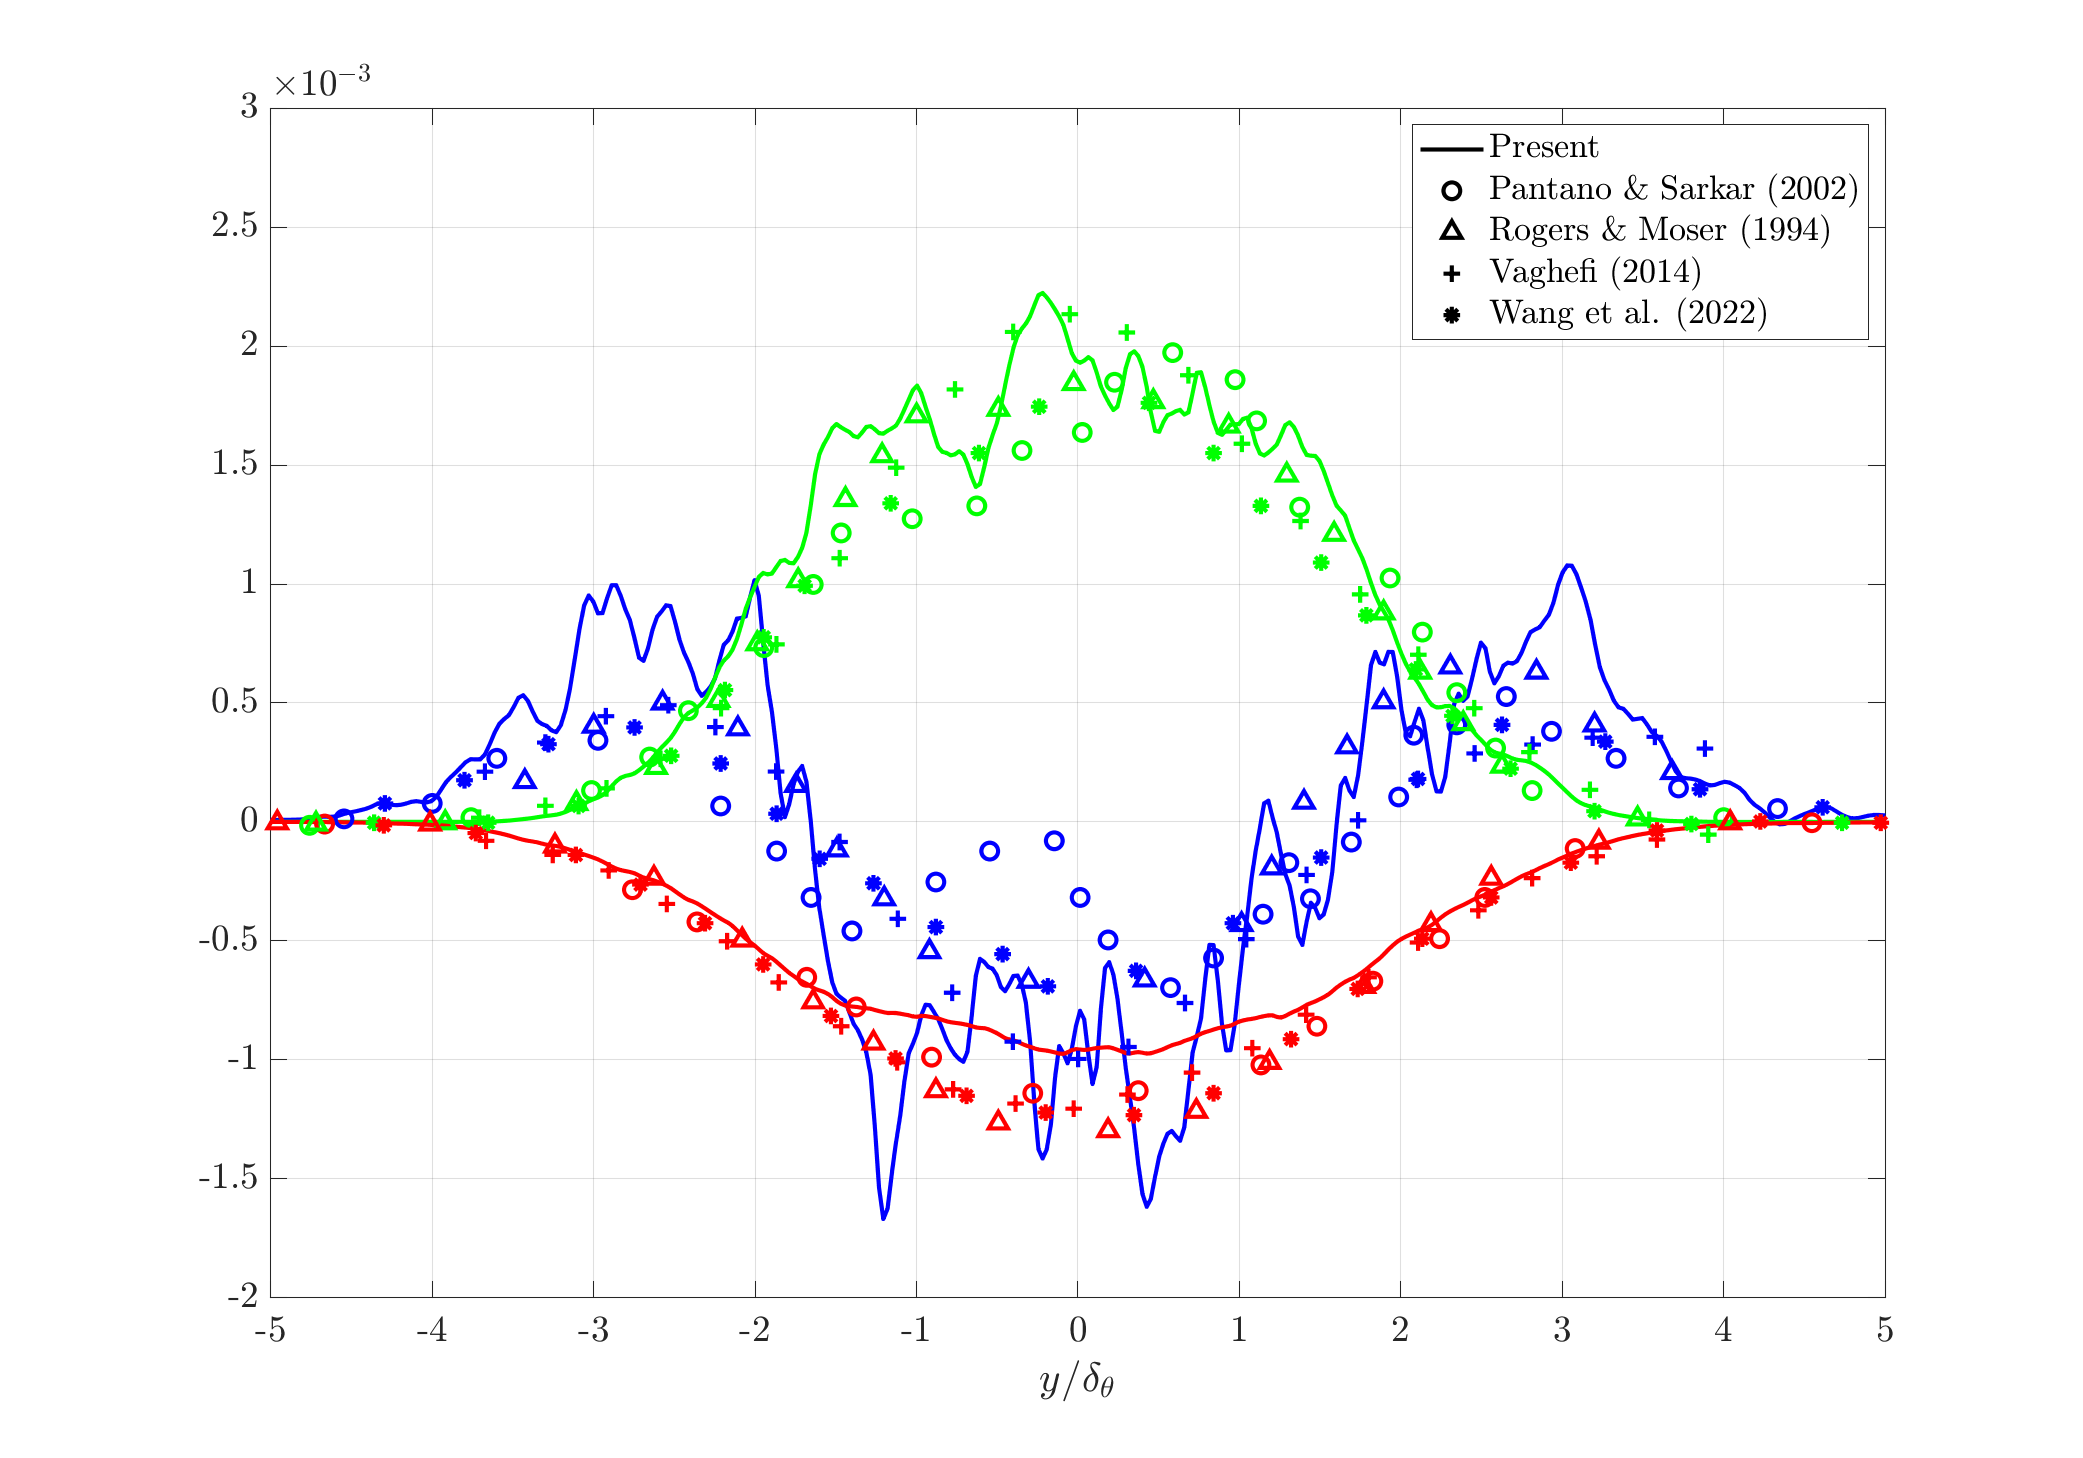 ×10⁻³
3
2.5
2
1.5
1
0.5
0
-0.5
-1
-1.5
-2
-5 -4 -3 -2 -1 0 1 2 3 4 5
y/δ_θ
Present
Pantano & Sarkar (2002)
Rogers & Moser (1994)
Vaghefi (2014)
Wang et al. (2022)